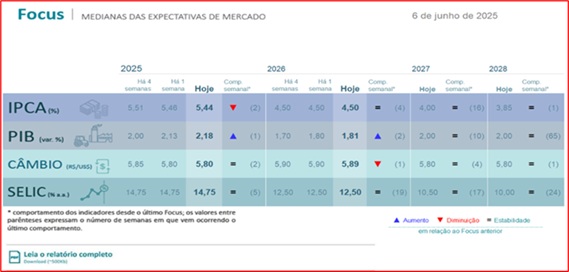 Focus | MEDIANAS DAS EXPECTATIVAS DE MERCADO 6 de junho de 2025
2025 2026 2027 2028
Há 4 semanas Há 1 semana Hoje Comp. semanal* Há 4 semanas Há 1 semana Hoje Comp. semanal* Hoje Comp. semanal* Hoje Comp. semanal*
IPCA (%) 5,51 5,46 5,44 ▼ (2) 4,50 4,50 4,50 = (4) 4,00 = (16) 3,85 = (1)
PIB (var. %) 2,00 2,13 2,18 ▲ (1) 1,70 1,80 1,81 ▲ (2) 2,00 = (10) 2,00 = (65)
CÂMBIO (R$/US$) 5,85 5,80 5,80 = (2) 5,90 5,90 5,89 ▼ (1) 5,80 = (4) 5,80 = (1)
SELIC (% a.a.) 14,75 14,75 14,75 = (5) 12,50 12,50 12,50 = (19) 10,50 = (17) 10,00 = (24)
* comportamento dos indicadores desde o último Focus; os valores entre
parênteses expressam o número de semanas em que vem ocorrendo o
último comportamento.
▲ Aumento ▼ Diminuição = Estabilidade
em relação ao Focus anterior
Leia o relatório completo